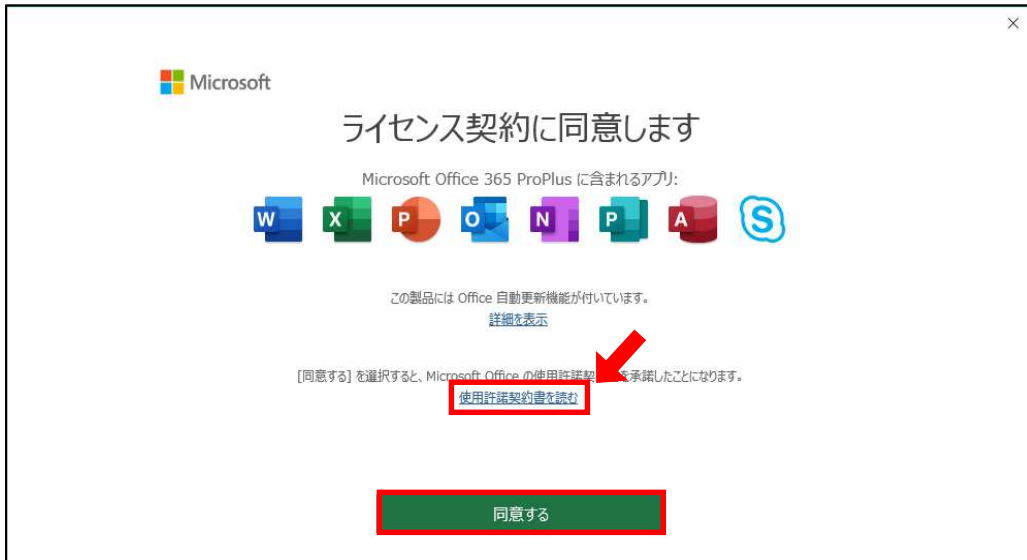 ×
Microsoft
ライセンス契約に同意します
Microsoft Office 365 ProPlus に含まれるアプリ:
W X P O N P A S
この製品には Office 自動更新機能が付いています。
詳細を表示
[同意する] を選択すると、Microsoft Office の使用許諾契 を承諾したことになります。
使用許諾契約書を読む
同意する